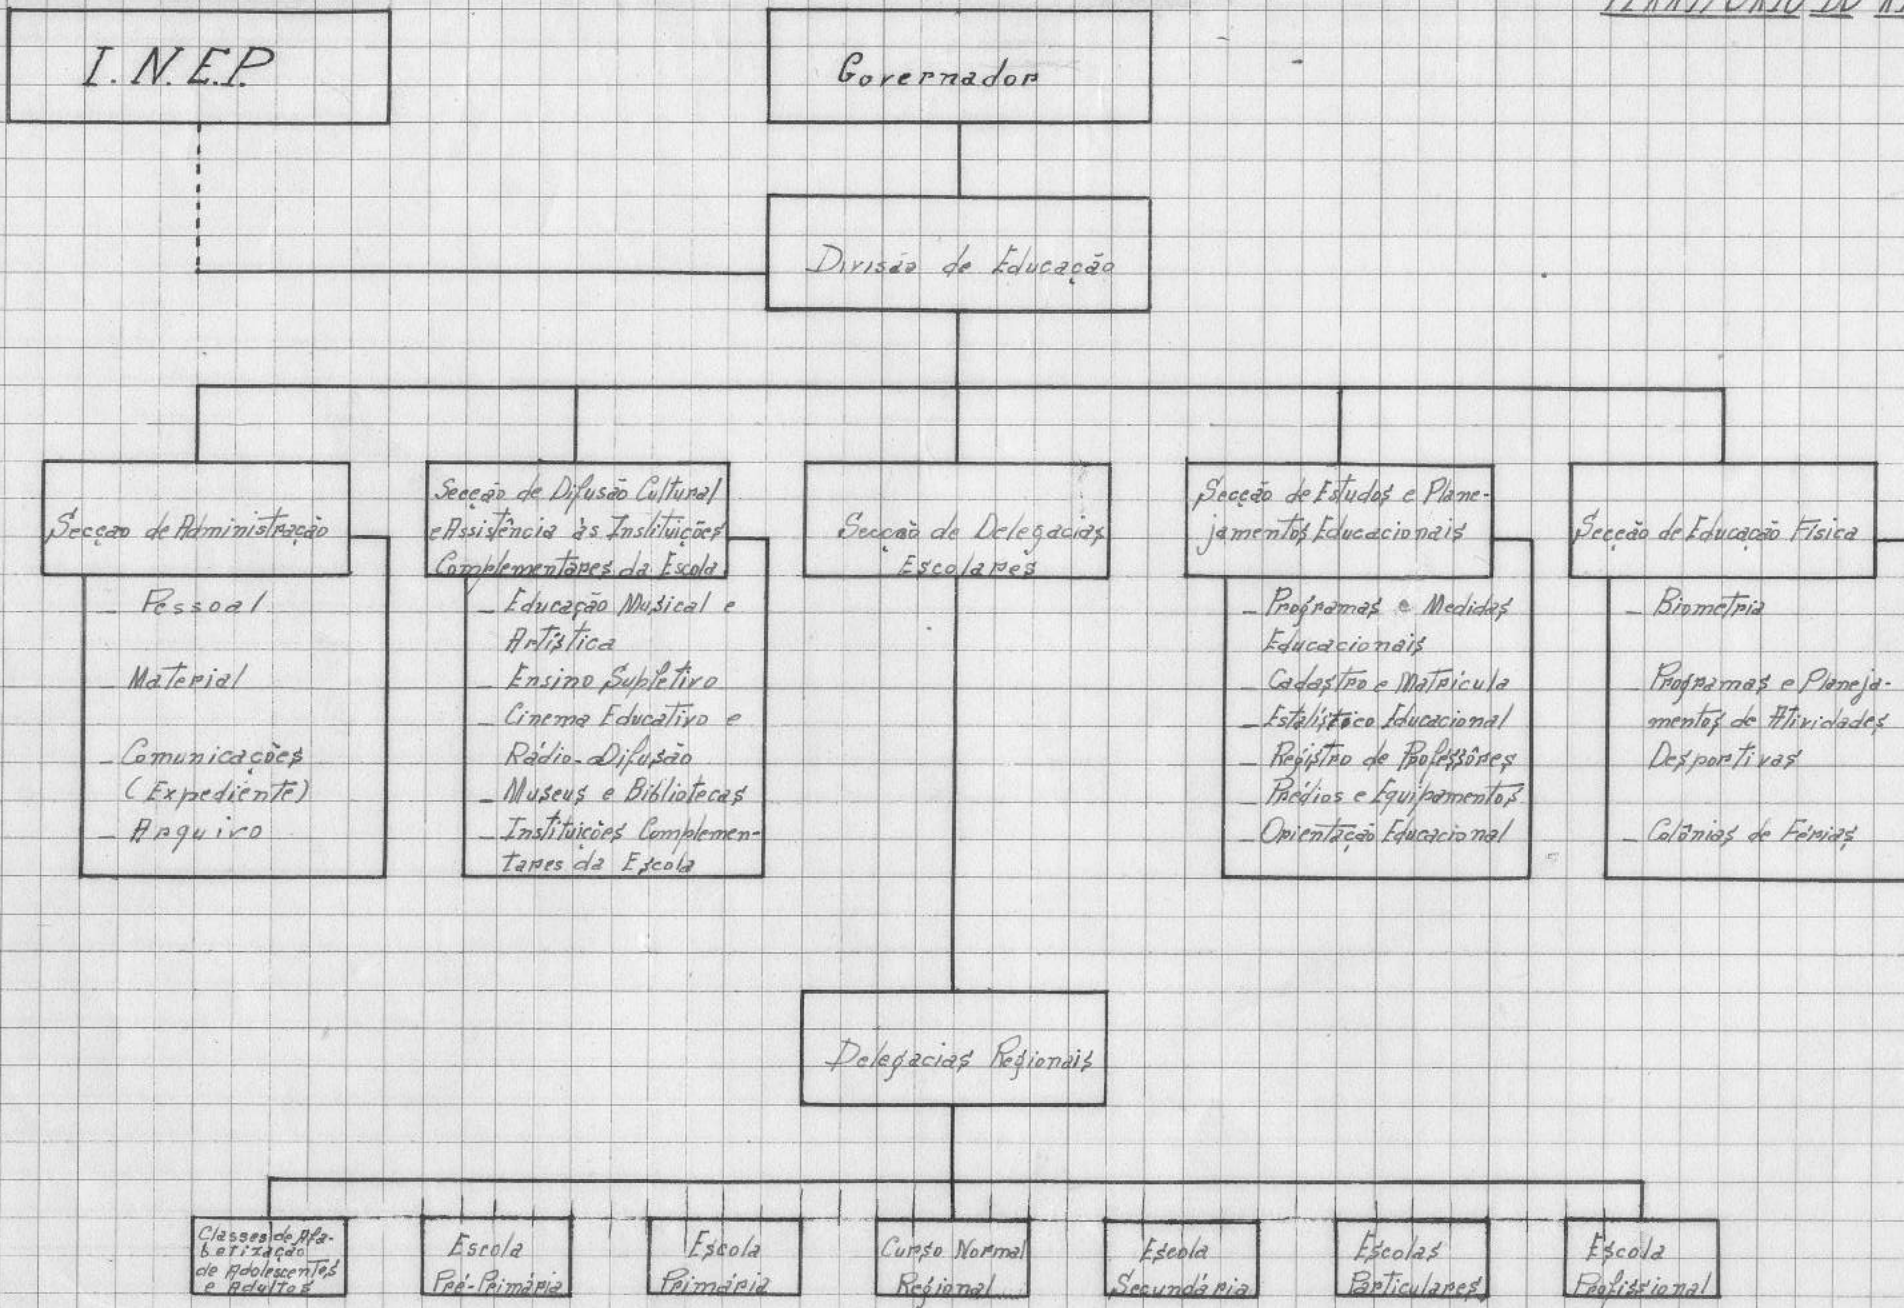 TERRITÓRIO DO
I.N.E.P.
Governador
Divisão de Educação
Secção de Administração
_ Pessoal
_ Material
_ Comunicações
(Expediente)
_ Arquivo
Secção de Difusão Cultural
e Assistência às Instituições
Complementares da Escola
_ Educação Musical e
Artística
_ Ensino Supletivo
_ Cinema Educativo e
Rádio-Difusão
_ Museus e Bibliotecas
_ Instituições Complemen-
tares da Escola
Secção de Delegacias
Escolares
Secção de Estudos e Plane-
jamentos Educacionais
_ Programas e Medidas
Educacionais
_ Cadastro e Matrícula
_ Estatístico Educacional
_ Régistro de Professôres
_ Prédios e Equipamentos
_ Orientação Educacional
Secção de Educação Física
_ Biometria
_ Programas e Planeja-
mentos de Atividades
Desportivas
_ Colônias de Férias
Delegacias Regionais
Classes de Alfa-
betização
de Adolescentes
e Adultos
Escola
Pré-Primária
Escola
Primária
Curso Normal
Regional
Escola
Secundária
Escolas
Particulares
Escola
Profissional